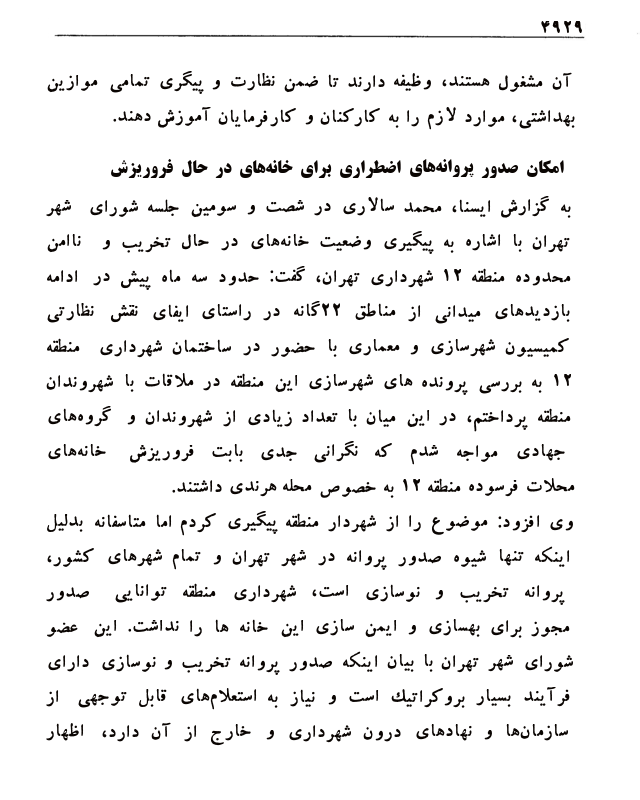 ۴۹۲۹
آن مشغول هستند، وظیفه دارند تا ضمن نظارت و پیگری تمامی موازین
بهداشتی، موارد لازم را به کارکنان و کارفرمایان آموزش دهند.
امکان صدور پروانه‌های اضطراری برای خانه‌های در حال فروریزش
به گزارش ایسنا، محمد سالاری در شصت و سومین جلسه شورای شهر
تهران با اشاره به پیگیری وضعیت خانه‌های در حال تخریب و ناامن
محدوده منطقه ۱۲ شهرداری تهران، گفت: حدود سه ماه پیش در ادامه
بازدیدهای میدانی از مناطق ۲۲گانه در راستای ایفای نقش نظارتی
کمیسیون شهرسازی و معماری با حضور در ساختمان شهرداری منطقه
۱۲ به بررسی پرونده های شهرسازی این منطقه در ملاقات با شهروندان
منطقه پرداختم، در این میان با تعداد زیادی از شهروندان و گروه‌های
جهادی مواجه شدم که نگرانی جدی بابت فروریزش خانه‌های
محلات فرسوده منطقه ۱۲ به خصوص محله هرندی داشتند.
وی افزود: موضوع را از شهردار منطقه پیگیری کردم اما متاسفانه بدلیل
اینکه تنها شیوه صدور پروانه در شهر تهران و تمام شهرهای کشور،
پروانه تخریب و نوسازی است، شهرداری منطقه توانایی صدور
مجوز برای بهسازی و ایمن سازی این خانه ها را نداشت. این عضو
شورای شهر تهران با بیان اینکه صدور پروانه تخریب و نوسازی دارای
فرآیند بسیار بروکراتیك است و نیاز به استعلام‌های قابل توجهی از
سازمان‌ها و نهادهای درون شهرداری و خارج از آن دارد، اظهار